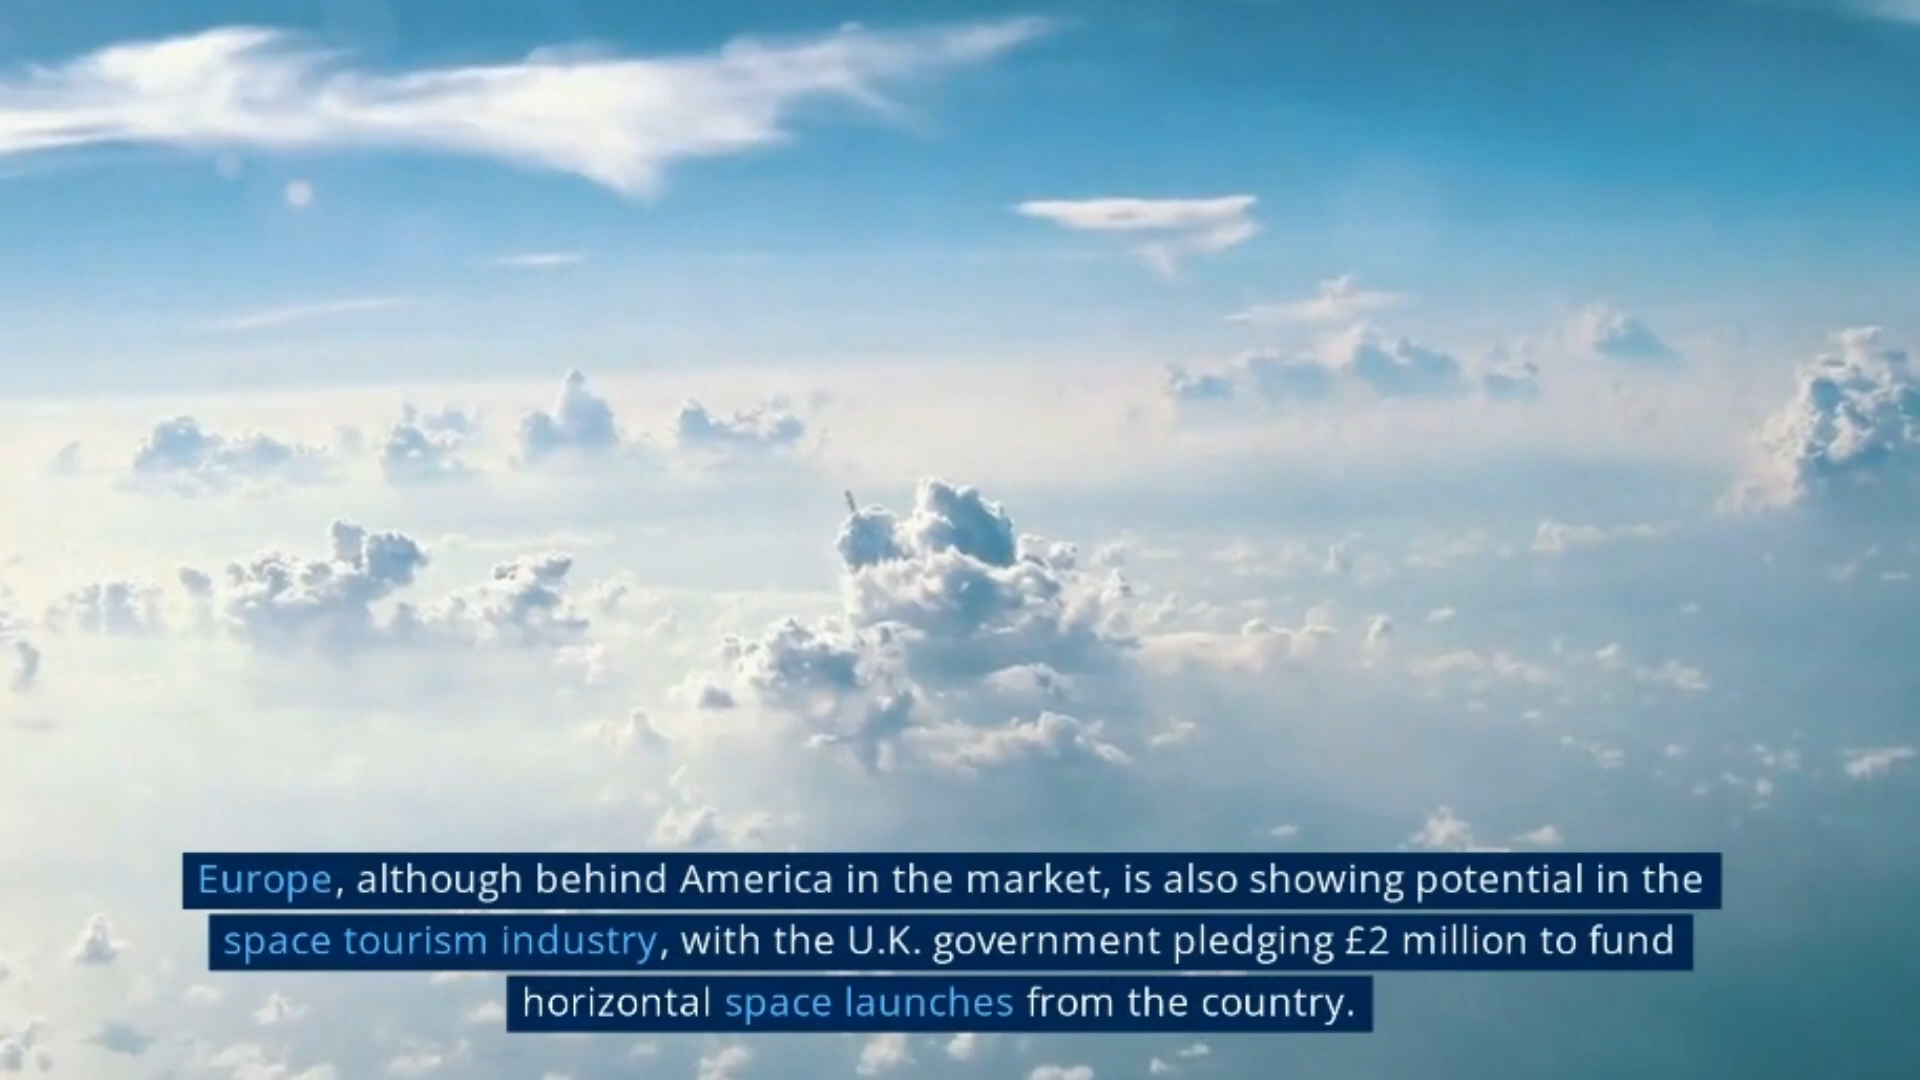 Europe, although behind America in the market, is also showing potential in the
space tourism industry, with the U.K. government pledging £2 million to fund
horizontal space launches from the country.